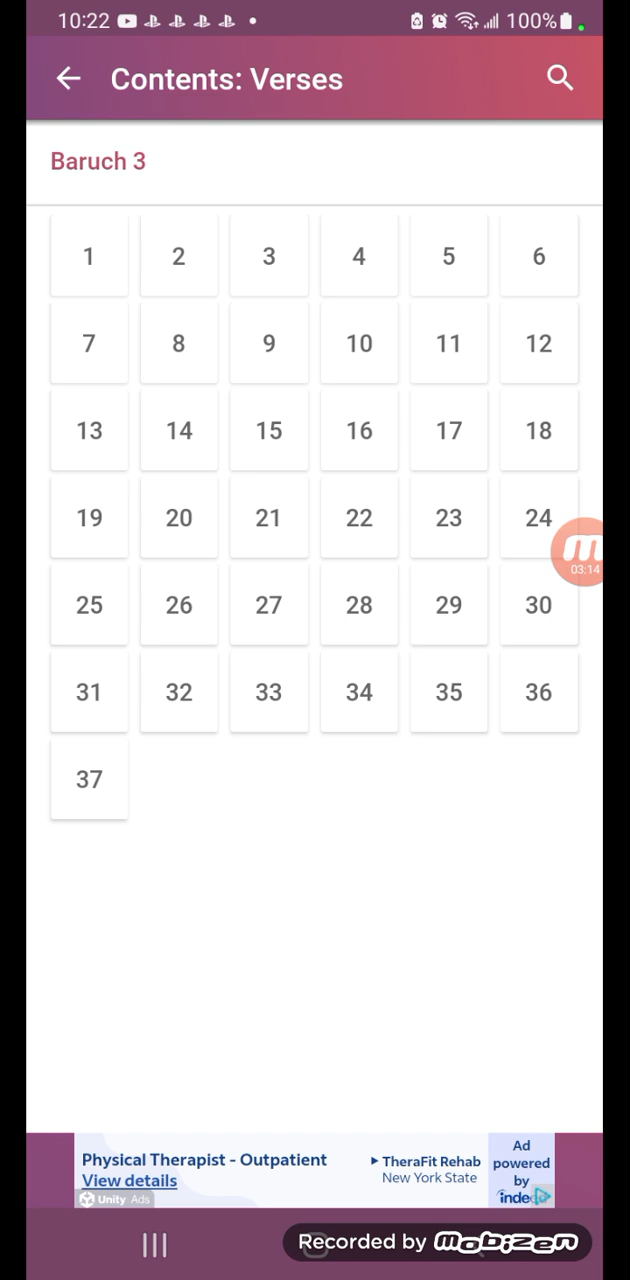 10:22 100%
Contents: Verses
Baruch 3
1 2 3 4 5 6
7 8 9 10 11 12
13 14 15 16 17 18
19 20 21 22 23 24
03:14
25 26 27 28 29 30
31 32 33 34 35 36
37
Physical Therapist - Outpatient
View details
Unity Ads
TheraFit Rehab
New York State
Ad
powered
by
Recorded by mobizen